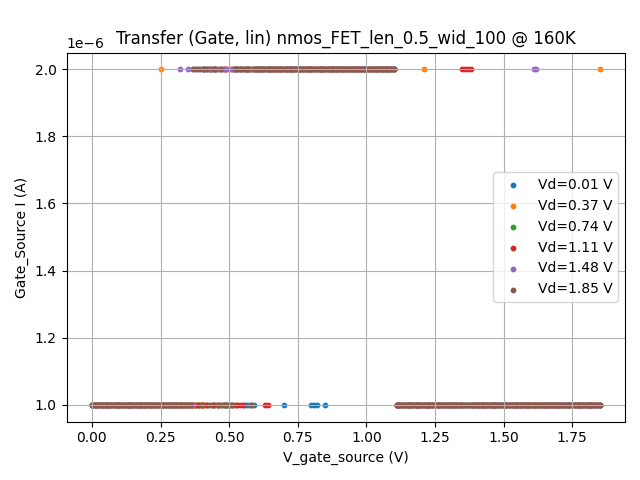 Transfer (Gate, lin) nmos_FET_len_0.5_wid_100 @ 160K
1e−6
2.0
1.8
1.6
1.4
1.2
1.0
Gate_Source I (A)
Vd=0.01 V
Vd=0.37 V
Vd=0.74 V
Vd=1.11 V
Vd=1.48 V
Vd=1.85 V
0.00 0.25 0.50 0.75 1.00 1.25 1.50 1.75
V_gate_source (V)